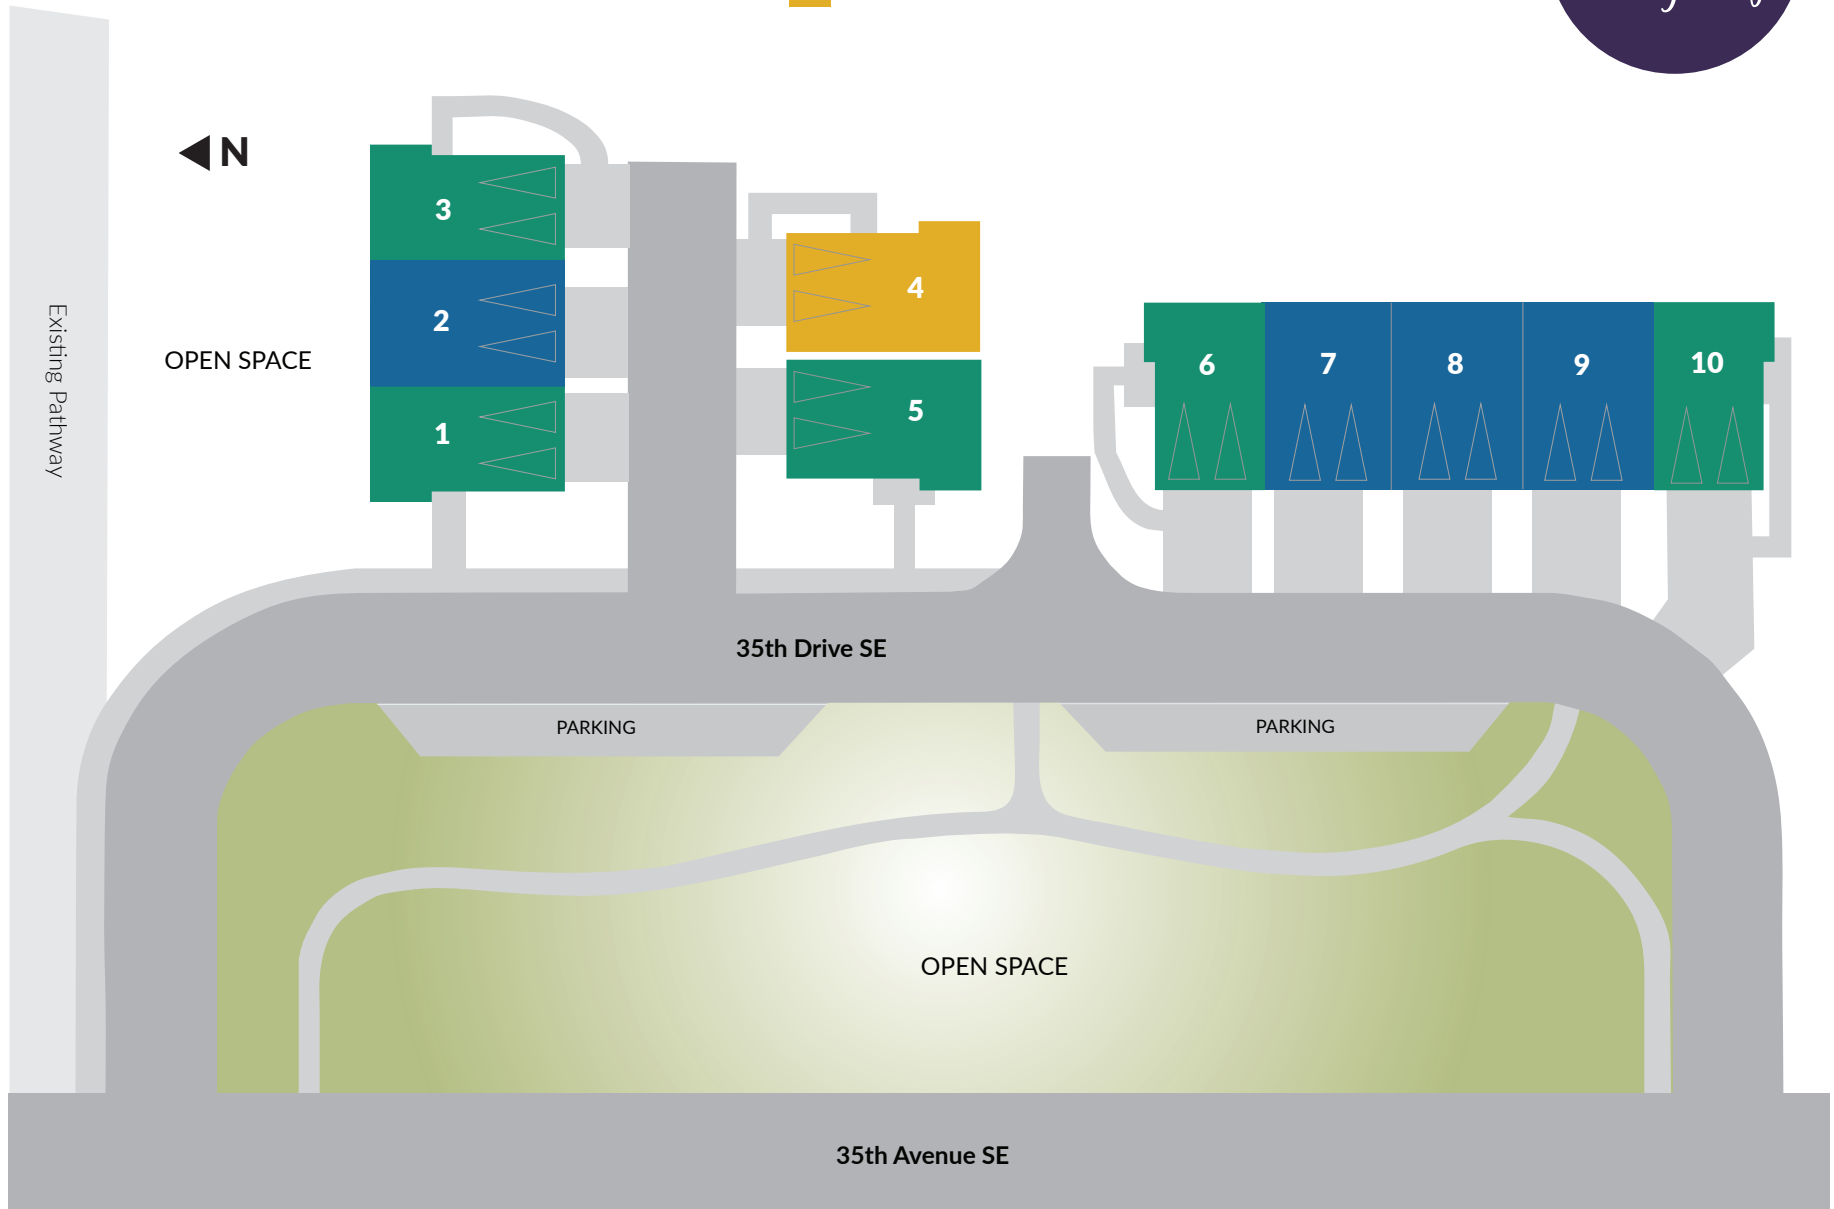 N
3
2
1
4
5
6
7
8
9
10
Existing Pathway
OPEN SPACE
35th Drive SE
PARKING
PARKING
OPEN SPACE
35th Avenue SE